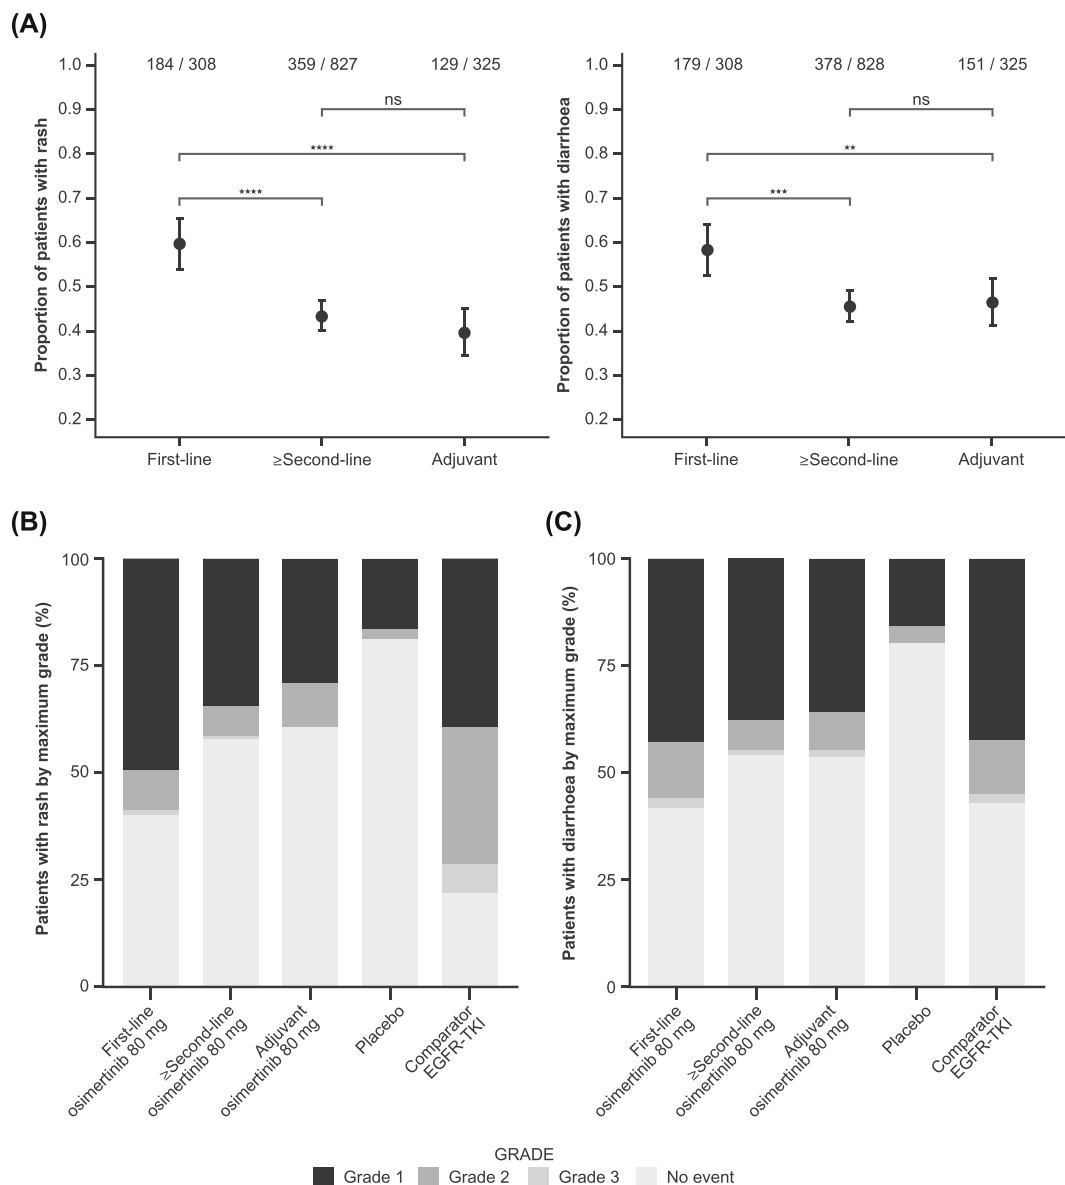 (A)
Proportion of patients with rash
1.0
0.9
0.8
0.7
0.6
0.5
0.4
0.3
0.2
184 / 308 359 / 827 129 / 325
ns
****
****
First-line ≥Second-line Adjuvant
Proportion of patients with diarrhoea
1.0
0.9
0.8
0.7
0.6
0.5
0.4
0.3
0.2
179 / 308 378 / 828 151 / 325
ns
**
***
First-line ≥Second-line Adjuvant
(B)
Patients with rash by maximum grade (%)
100
75
50
25
0
First-line
osimertinib 80 mg
≥Second-line
osimertinib 80 mg
Adjuvant
osimertinib 80 mg
Placebo
Comparator
EGFR-TKI
(C)
Patients with diarrhoea by maximum grade (%)
100
75
50
25
0
First-line
osimertinib 80 mg
≥Second-line
osimertinib 80 mg
Adjuvant
osimertinib 80 mg
Placebo
Comparator
EGFR-TKI
GRADE
Grade 1 Grade 2 Grade 3 No event